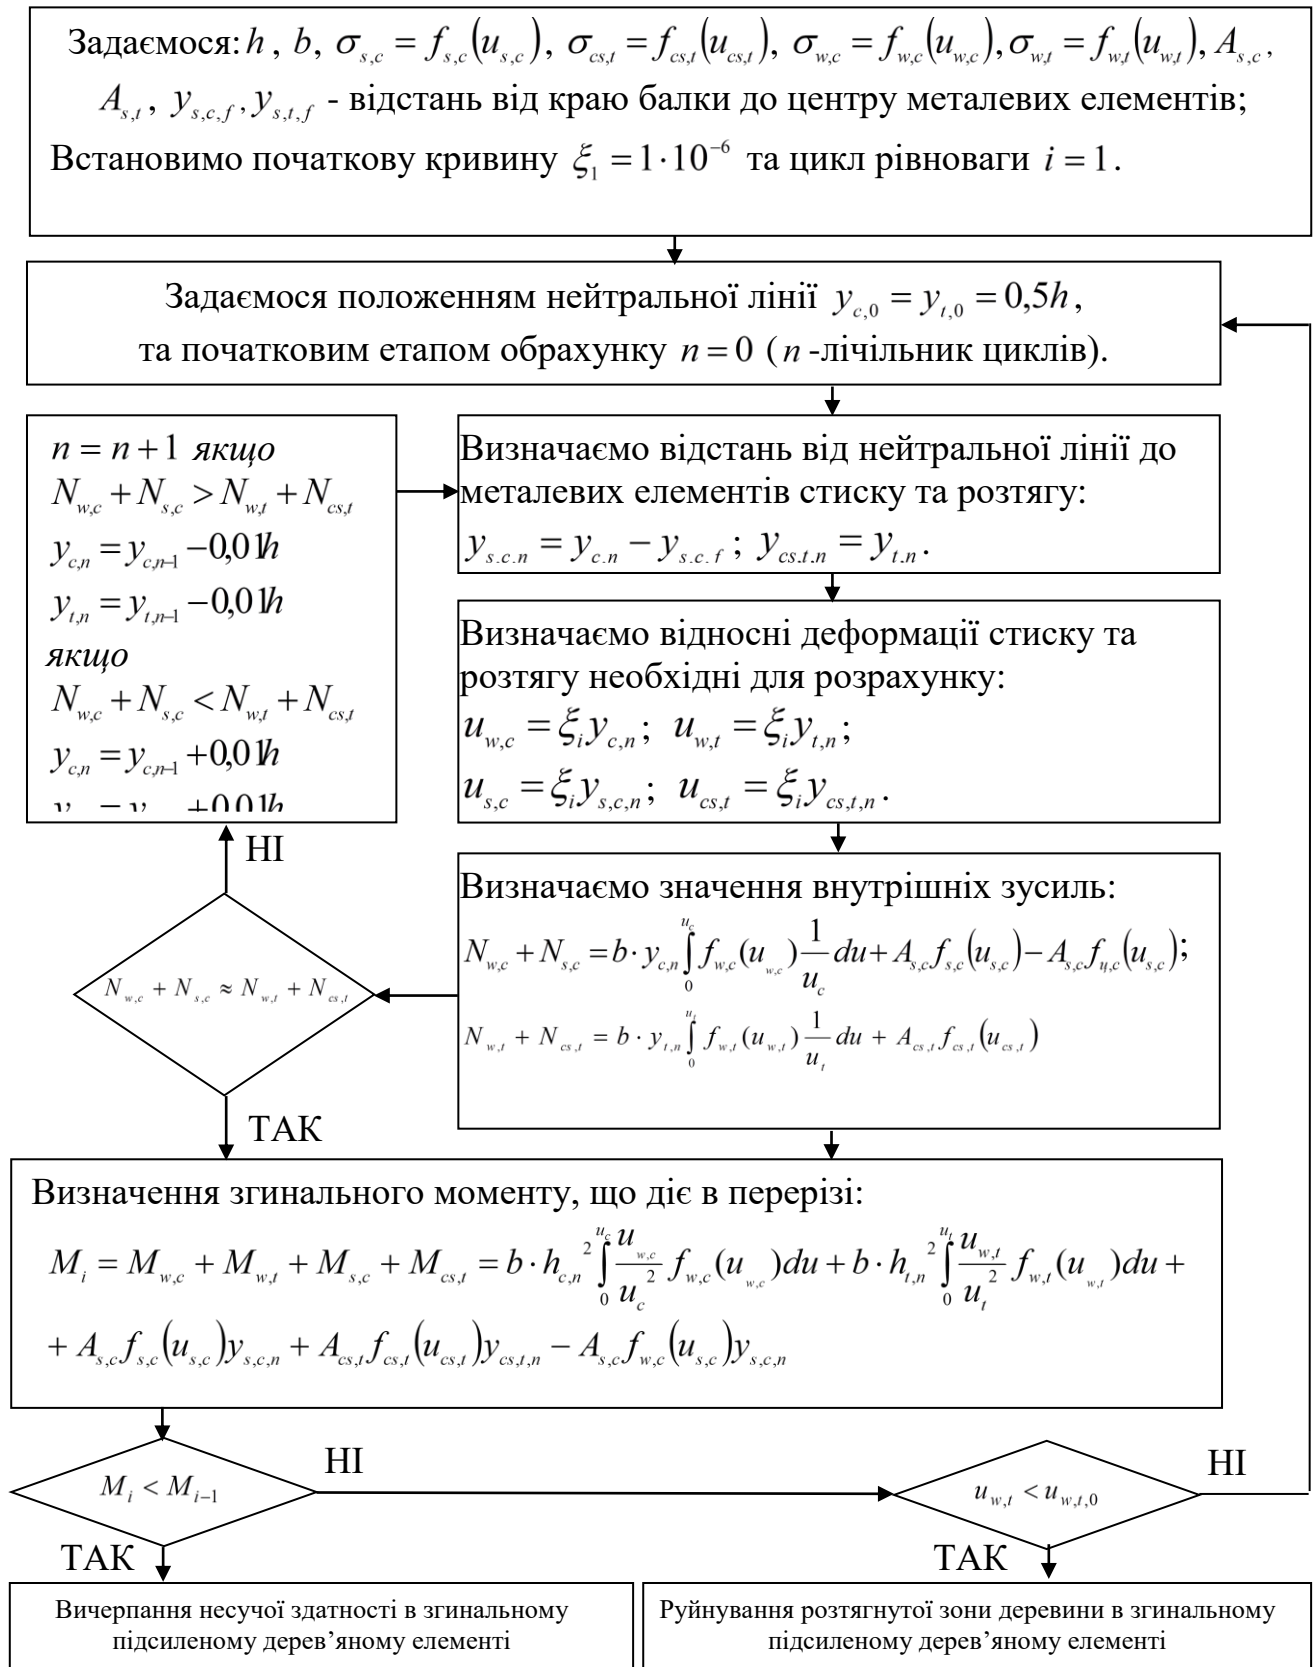 Задаємося: h , b, σ_{s,c} = f_{s,c}(u_{s,c}), σ_{cs,t} = f_{cs,t}(u_{cs,t}), σ_{w,c} = f_{w,c}(u_{w,c}), σ_{w,t} = f_{w,t}(u_{w,t}), A_{s,c},
A_{s,t}, y_{s,c,f}, y_{s,t,f} - відстань від краю балки до центру металевих елементів;
Встановимо початкову кривину ξ_1 = 1·10^{-6} та цикл рівноваги i = 1.
Задаємося положенням нейтральної лінії y_{c,0} = y_{t,0} = 0,5h,
та початковим етапом обрахунку n = 0 (n -лічільник циклів).
n = n + 1 якщо
N_{w,c} + N_{s,c} > N_{w,t} + N_{cs,t}
y_{c,n} = y_{c,n-1} − 0,01h
y_{t,n} = y_{t,n-1} − 0,01h
якщо
N_{w,c} + N_{s,c} < N_{w,t} + N_{cs,t}
y_{c,n} = y_{c,n-1} + 0,01h
Визначаємо відстань від нейтральної лінії до
металевих елементів стиску та розтягу:
y_{s.c.n} = y_{c.n} − y_{s.c.f} ; y_{cs.t.n} = y_{t.n}.
Визначаємо відносні деформації стиску та
розтягу необхідні для розрахунку:
u_{w,c} = ξ_i y_{c,n}; u_{w,t} = ξ_i y_{t,n};
u_{s,c} = ξ_i y_{s,c,n}; u_{cs,t} = ξ_i y_{cs,t,n}.
НІ
Визначаємо значення внутрішніх зусиль:
N_{w,c} + N_{s,c} = b · y_{c,n} ∫_0^{u_c} f_{w,c}(u_{w,c}) \frac{1}{u_c} du + A_{s,c} f_{s,c}(u_{s,c}) − A_{s,c} f_{ц,c}(u_{s,c});
N_{w,t} + N_{cs,t} = b · y_{t,n} ∫_0^{u_t} f_{w,t}(u_{w,t}) \frac{1}{u_t} du + A_{cs,t} f_{cs,t}(u_{cs,t})
N_{w,c} + N_{s,c} ≈ N_{w,t} + N_{cs,t}
ТАК
Визначення згинального моменту, що діє в перерізі:
M_i = M_{w,c} + M_{w,t} + M_{s,c} + M_{cs,t} = b · h_{c,n}^2 ∫_0^{u_c} \frac{u_{w,c}}{u_c^2} f_{w,c}(u_{w,c}) du + b · h_{t,n}^2 ∫_0^{u_t} \frac{u_{w,t}}{u_t^2} f_{w,t}(u_{w,t}) du +
+ A_{s,c} f_{s,c}(u_{s,c}) y_{s,c,n} + A_{cs,t} f_{cs,t}(u_{cs,t}) y_{cs,t,n} − A_{s,c} f_{w,c}(u_{s,c}) y_{s,c,n}
M_i < M_{i−1}
НІ
u_{w,t} < u_{w,t,0}
НІ
ТАК
ТАК
Вичерпання несучої здатності в згинальному
підсиленому дерев’яному елементі
Руйнування розтягнутої зони деревини в згинальному
підсиленому дерев’яному елементі